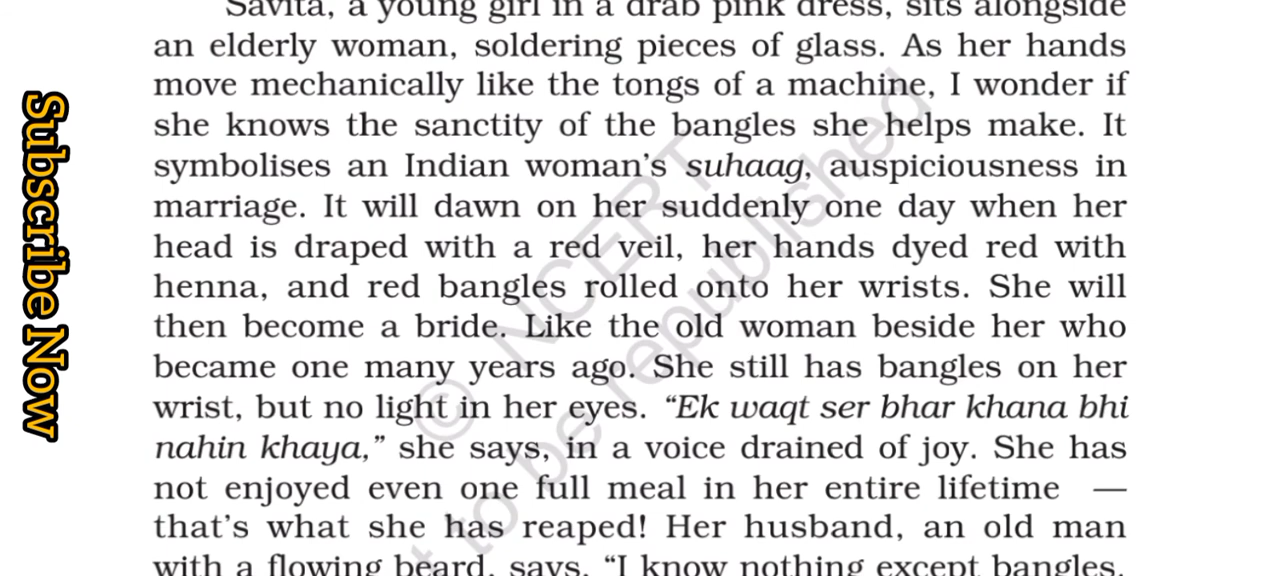 Savita, a young girl in a drab pink dress, sits alongside
an elderly woman, soldering pieces of glass. As her hands
move mechanically like the tongs of a machine, I wonder if
she knows the sanctity of the bangles she helps make. It
symbolises an Indian woman's suhaag, auspiciousness in
marriage. It will dawn on her suddenly one day when her
head is draped with a red veil, her hands dyed red with
henna, and red bangles rolled onto her wrists. She will
then become a bride. Like the old woman beside her who
became one many years ago. She still has bangles on her
wrist, but no light in her eyes. “Ek waqt ser bhar khana bhi
nahin khaya,” she says, in a voice drained of joy. She has
not enjoyed even one full meal in her entire lifetime —
that's what she has reaped! Her husband, an old man
with a flowing beard, says, “I know nothing except bangles.
Subscribe Now
© NCERT
t to be republished